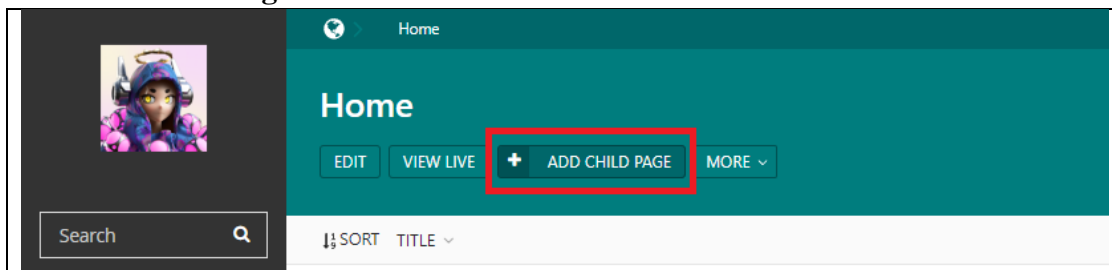 Home
Home
EDIT VIEW LIVE + ADD CHILD PAGE MORE
Search
SORT TITLE